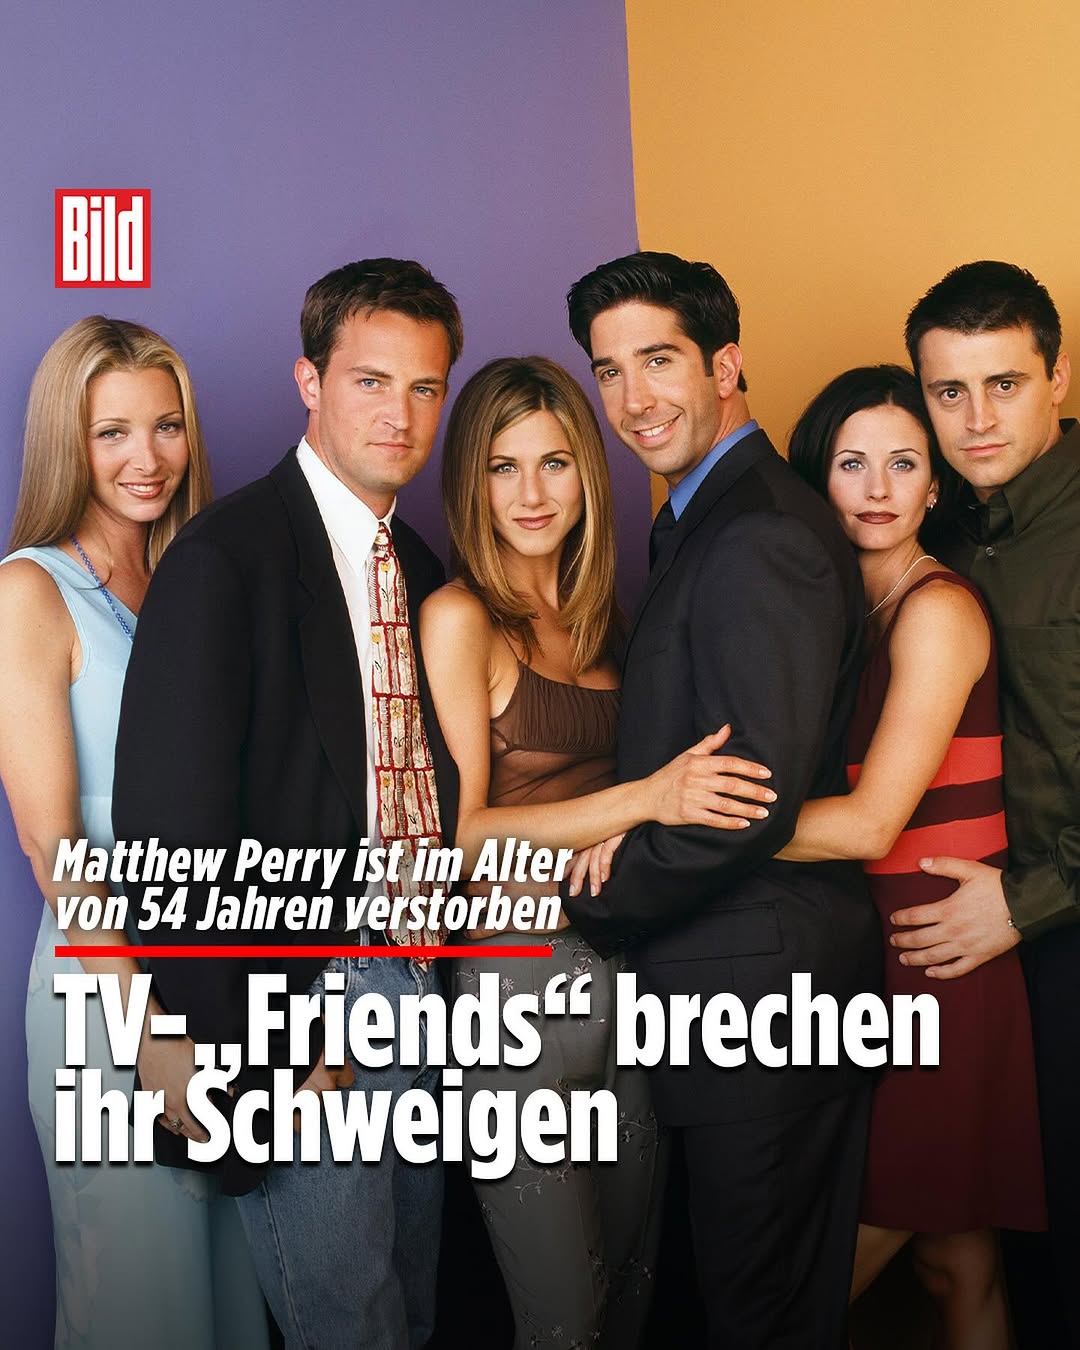 Bild
Matthew Perry ist im Alter
von 54 Jahren verstorben
TV-„Friends“ brechen
ihr Schweigen